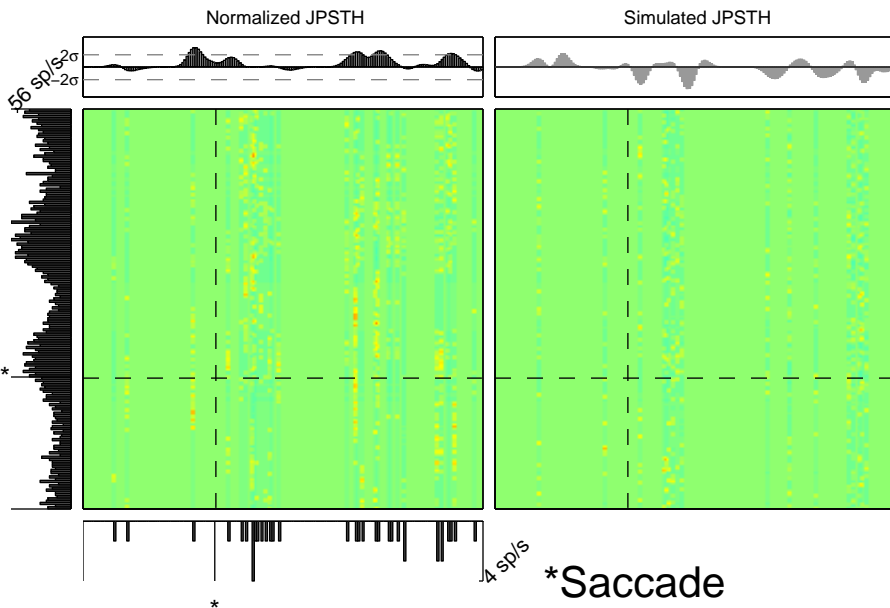 Normalized JPSTH
Simulated JPSTH
2σ
−2σ
56 sp/s
*
4 sp/s
*
*Saccade